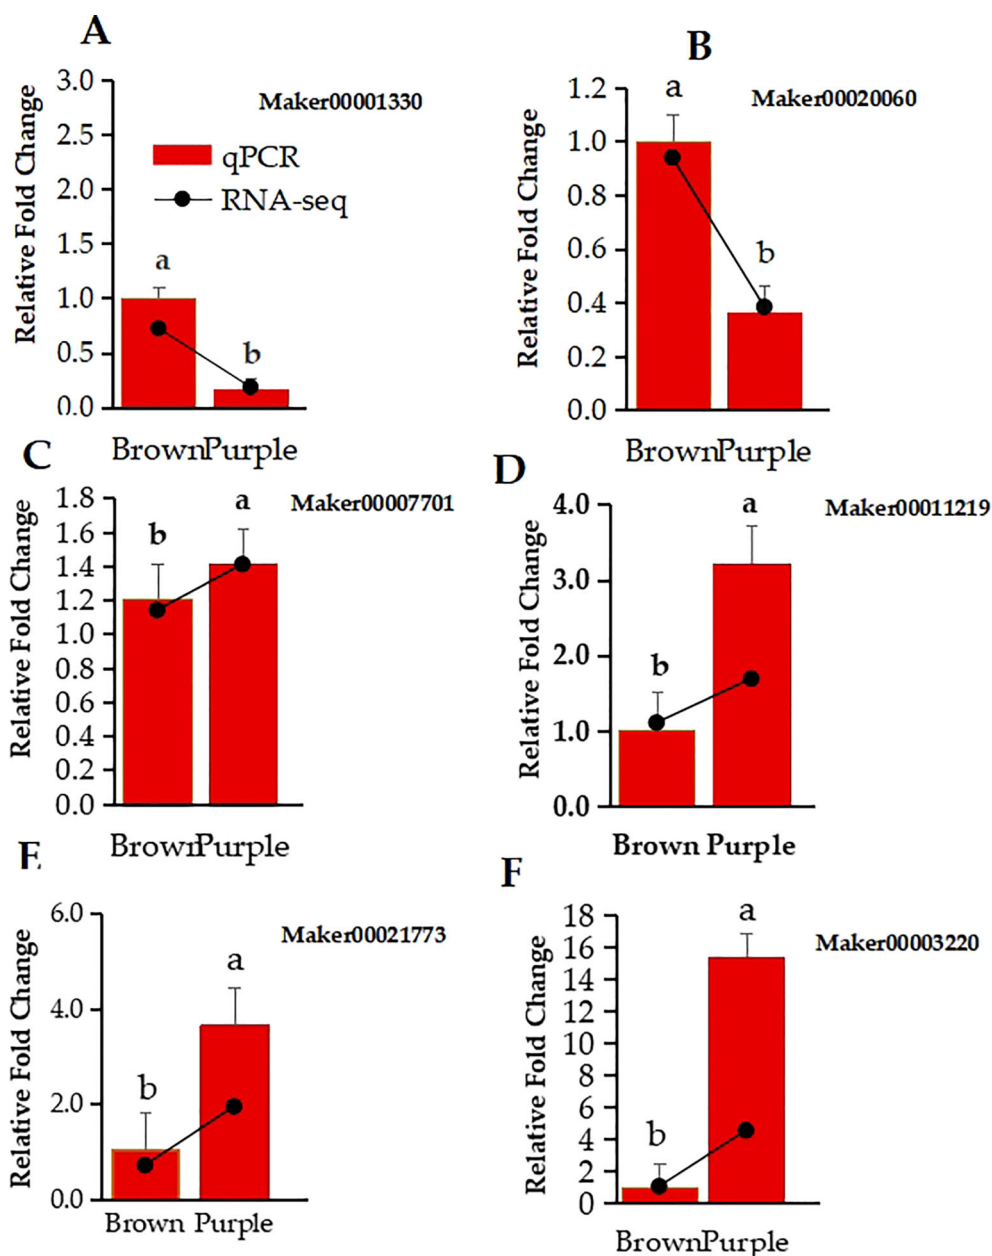 A
Relative Fold Change
3.0
2.5
2.0
1.5
1.0
0.5
0.0
Maker00001330
qPCR
RNA-seq
a
b
BrownPurple
B
Relative Fold Change
1.2
1.0
0.8
0.6
0.4
0.2
0.0
Maker00020060
a
b
BrownPurple
C
Relative Fold Change
1.8
1.6
1.4
1.2
1.0
0.8
0.6
0.4
0.2
0.0
Maker00007701
b
a
BrownPurple
D
Relative Fold Change
4.0
3.0
2.0
1.0
0.0
Maker00011219
b
a
Brown Purple
E
Relative Fold Change
6.0
4.0
2.0
0.0
Maker00021773
b
a
Brown Purple
F
Relative Fold Change
18
16
14
12
10
8
6
4
2
0
Maker00003220
b
a
BrownPurple